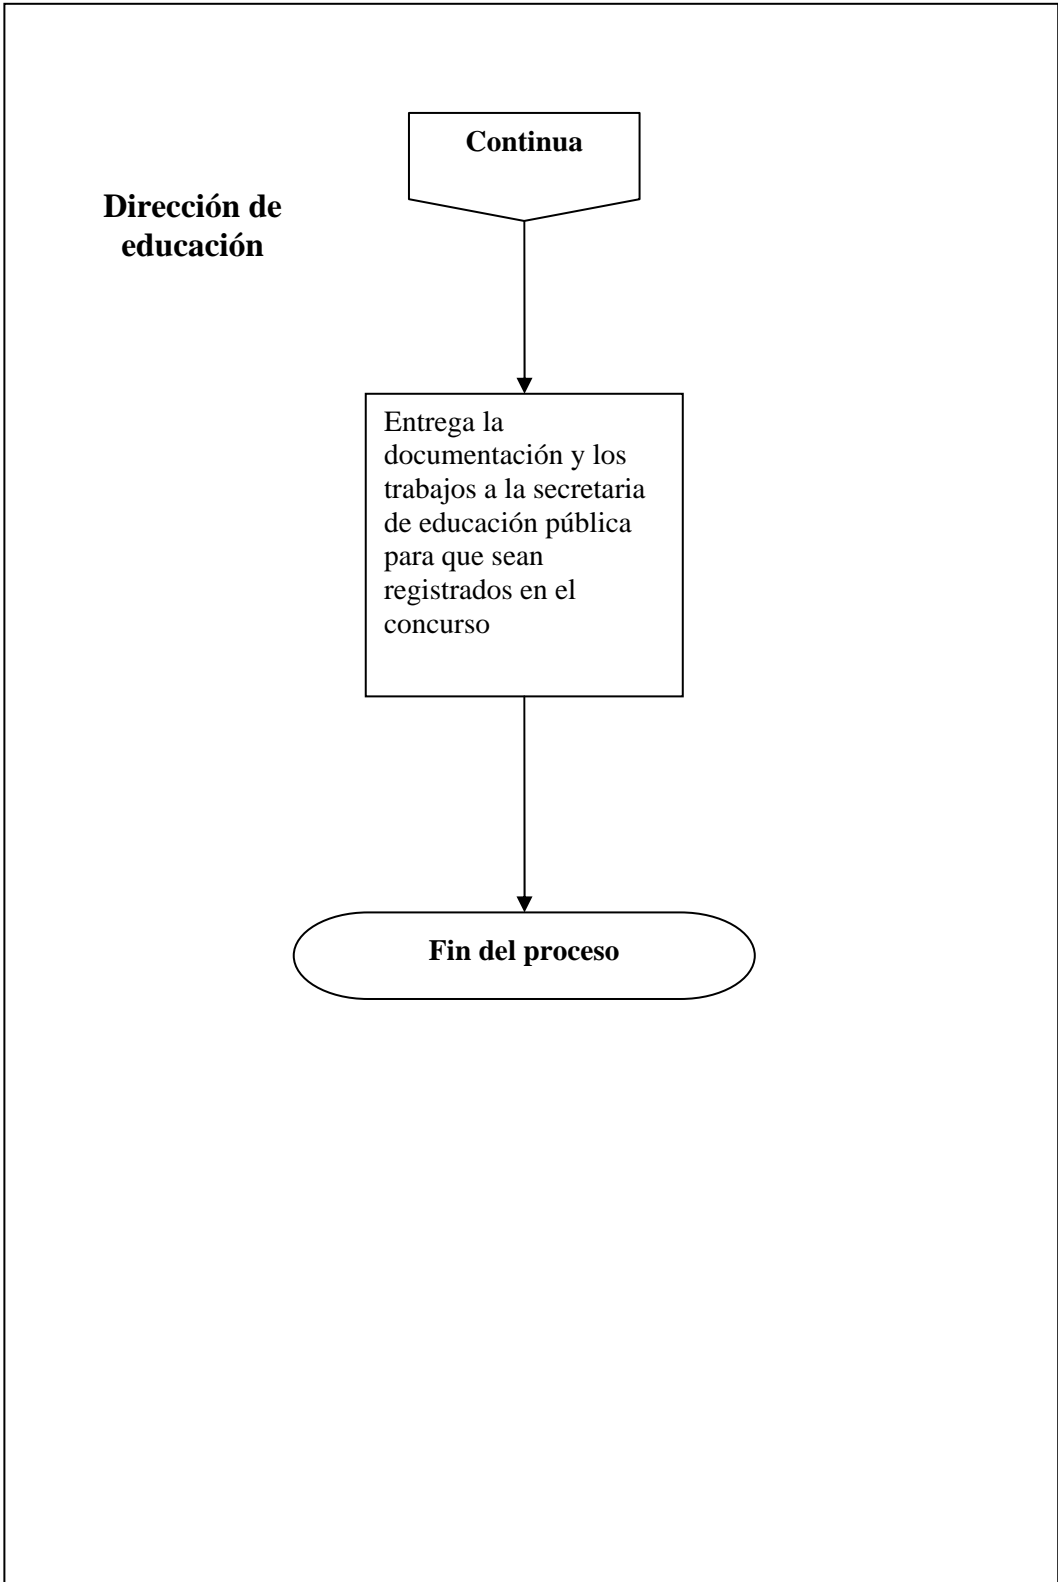 Continua
Dirección de
educación
Entrega la
documentación y los
trabajos a la secretaria
de educación pública
para que sean
registrados en el
concurso
Fin del proceso